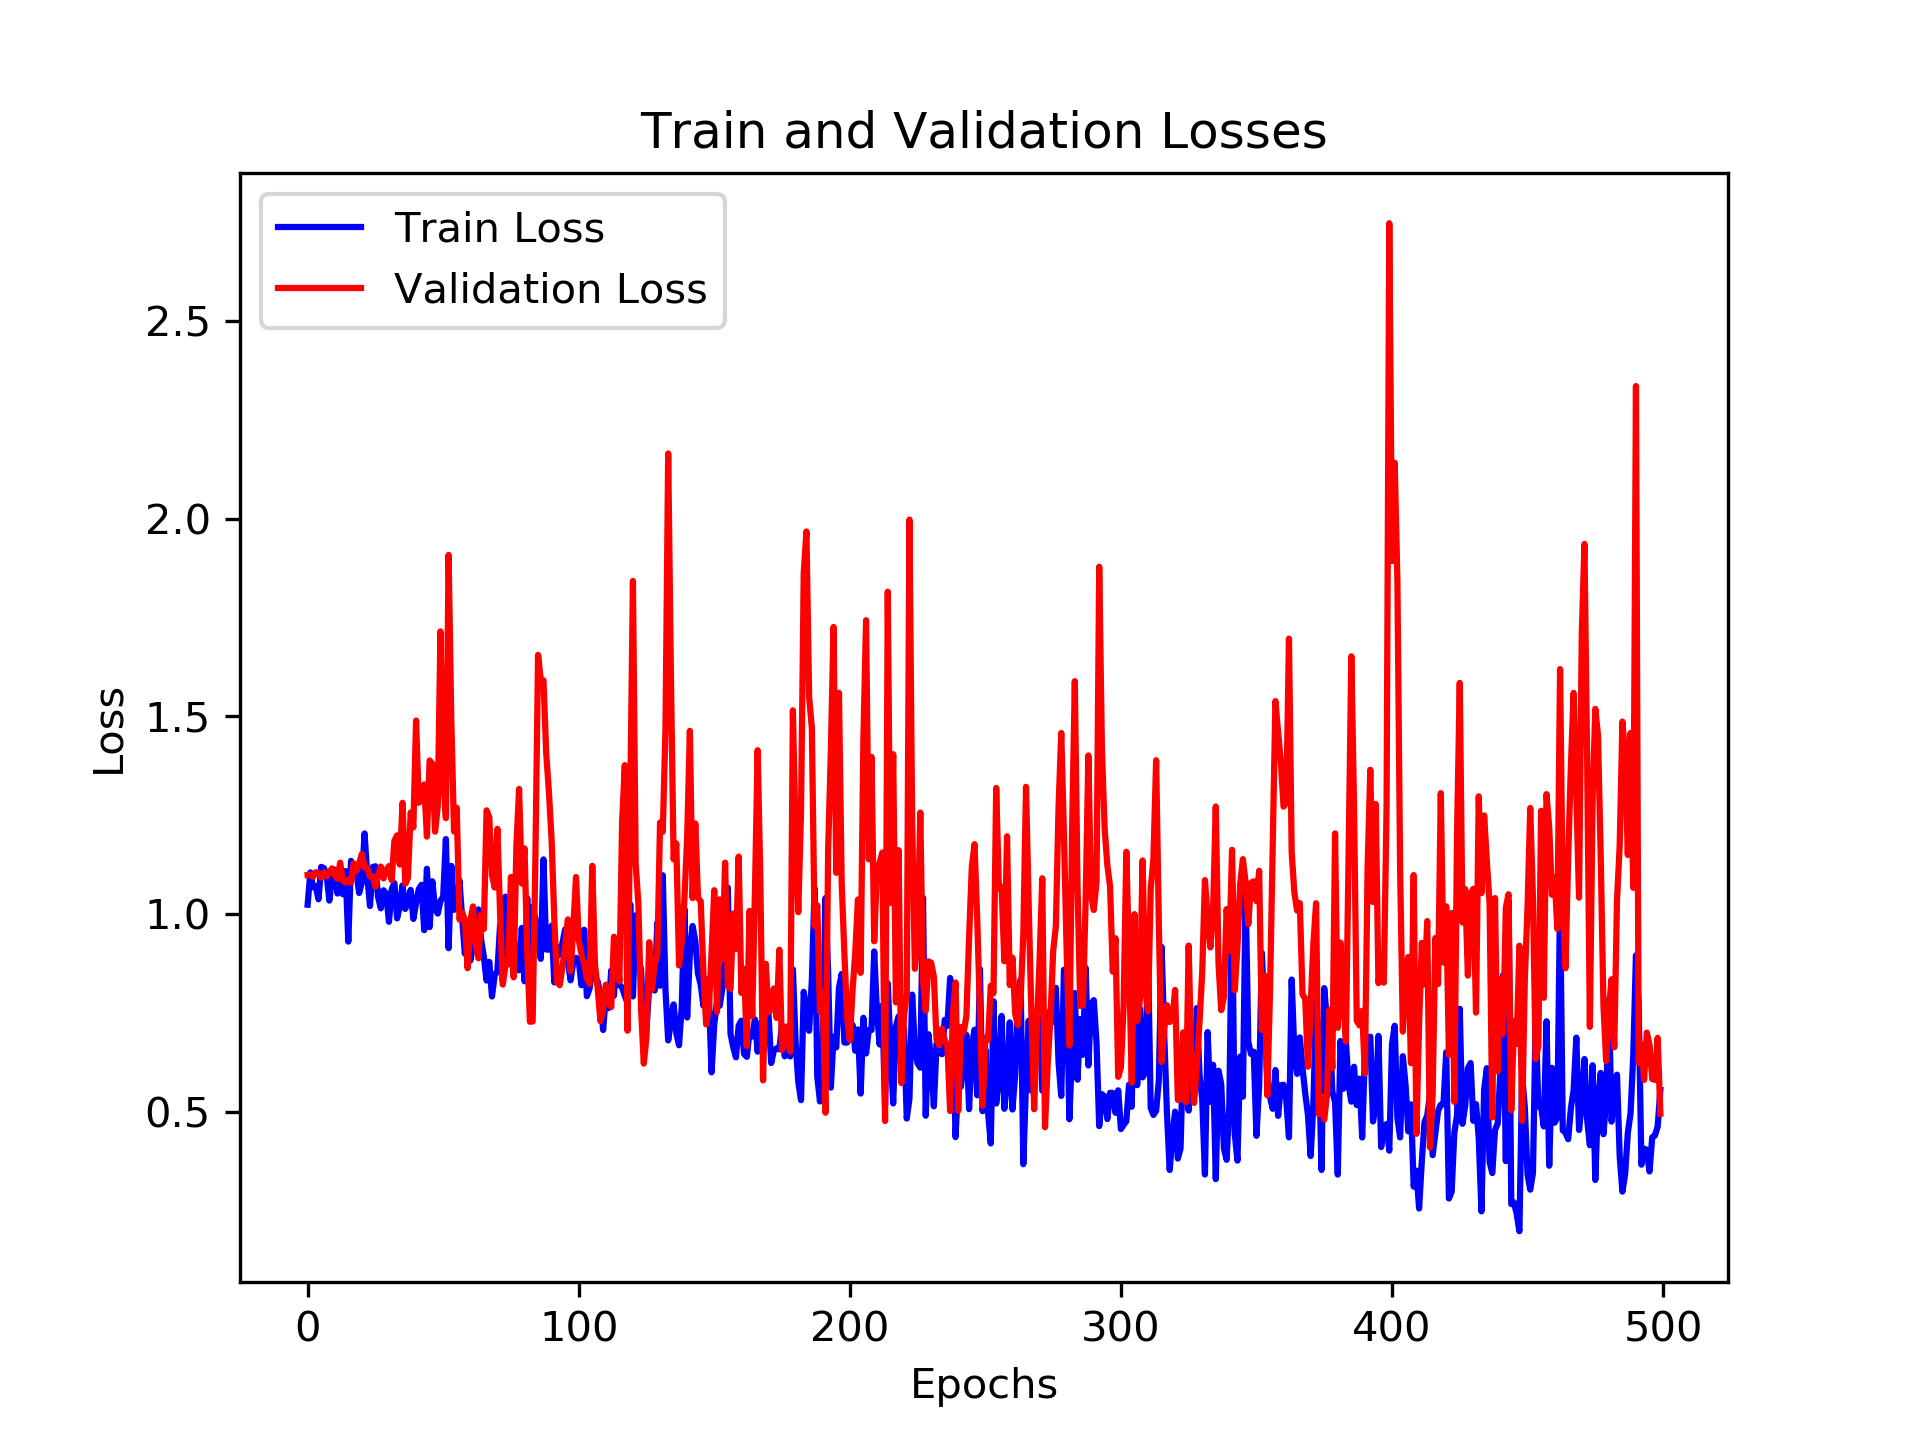 Train and Validation Losses
Train Loss
Validation Loss
2.5
2.0
1.5
1.0
0.5
Loss
0 100 200 300 400 500
Epochs